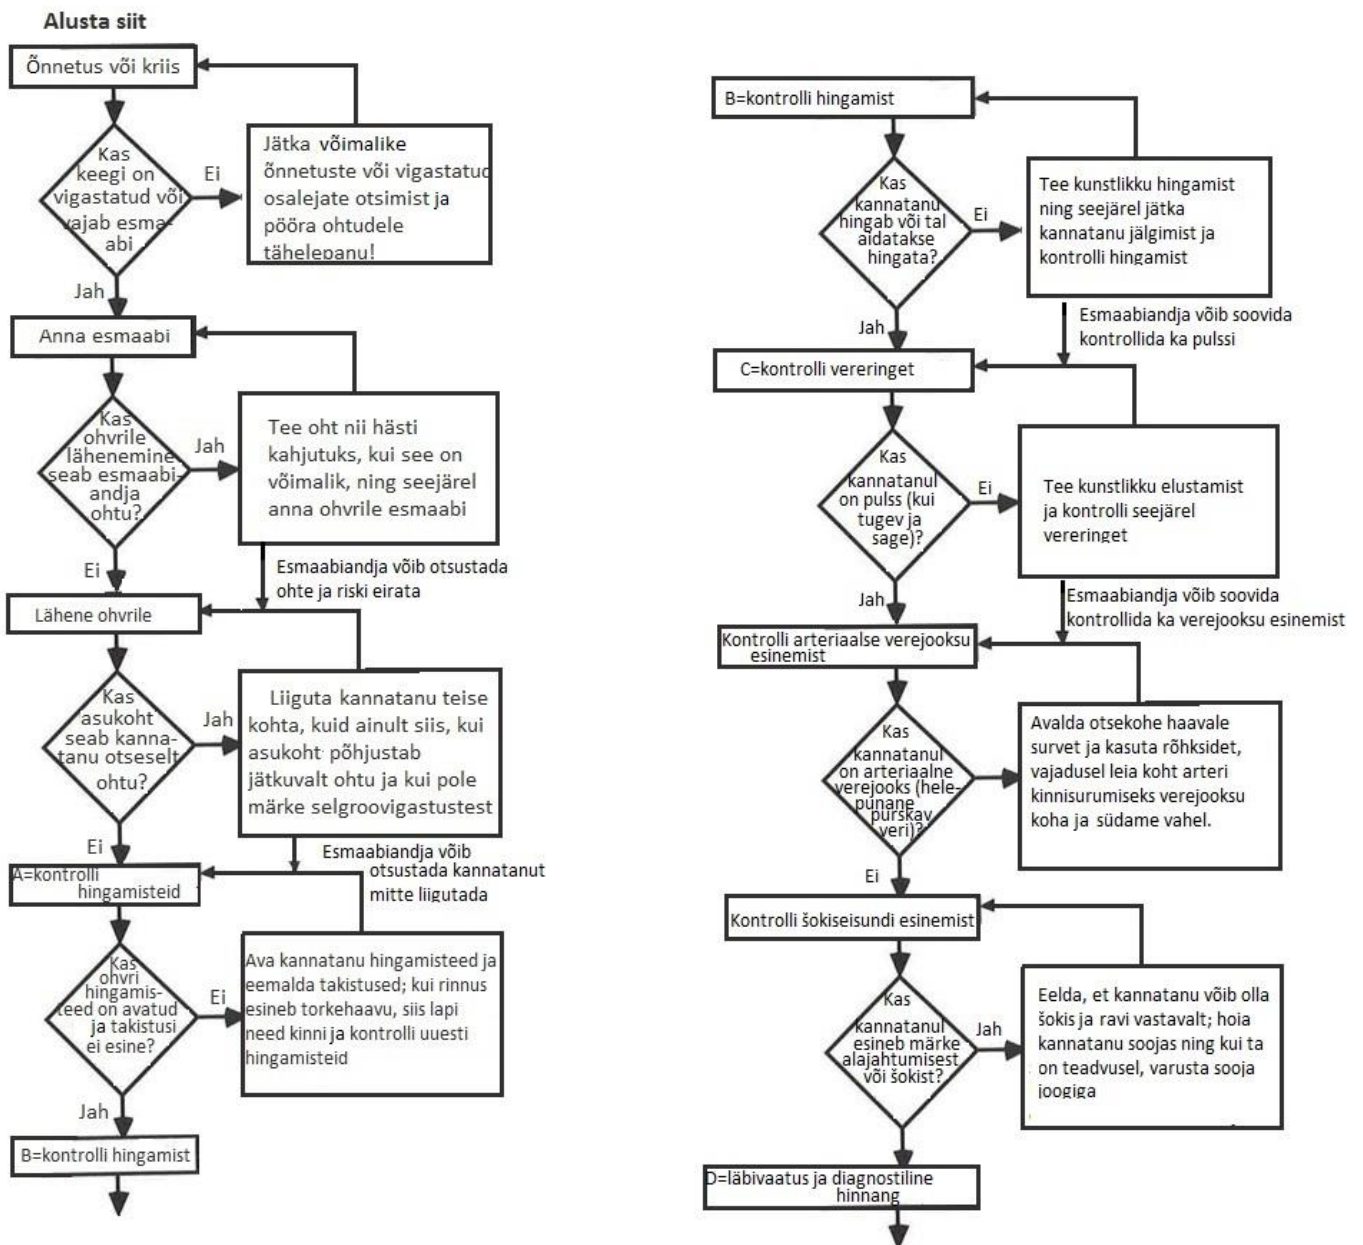 Alusta siit
Õnnetus või kriis
Kas
keegi on
vigastatud või
vajab esma-
abi
Ei
Jätka võimalike
õnnetuste või vigastatud
osalejate otsimist ja
pööra ohtudele
tähelepanu!
Jah
Anna esmaabi
Kas
ohvrile
lähenemine
seab esmaabi-
andja
ohtu?
Jah
Tee oht nii hästi
kahjutuks, kui see on
võimalik, ning seejärel
anna ohvrile esmaabi
Ei
Esmaabiandja võib otsustada
ohte ja riski eirata
Lähene ohvrile
Kas
asukoht
seab kanna-
tanu otseselt
ohtu?
Jah
Liiguta kannatanu teise
kohta, kuid ainult siis, kui
asukoht põhjustab
jätkuvalt ohtu ja kui pole
märke selgroovigastustest
Ei
Esmaabiandja võib
otsustada kannatanut
mitte liigutada
A=kontrolli
hingamisteid
Kas
ohvri
hingamis-
teed on avatud
ja takistusi
ei esine?
Ei
Ava kannatanu hingamisteed ja
eemalda takistused; kui rinnus
esineb torkehaavu, siis lapi
need kinni ja kontrolli uuesti
hingamisteid
Jah
B=kontrolli hingamist
B=kontrolli hingamist
Kas
kannatanu
hingab või tal
aidatakse
hingata?
Ei
Tee kunstlikku hingamist
ning seejärel jätka
kannatanu jälgimist ja
kontrolli hingamist
Jah
Esmaabiandja võib soovida
kontrollida ka pulssi
C=kontrolli vereringet
Kas
kannatanul
on pulss (kui
tugev ja
sage)?
Ei
Tee kunstlikku elustamist
ja kontrolli seejärel
vereringet
Jah
Esmaabiandja võib soovida
kontrollida ka verejooksu esinemist
Kontrolli arteriaalse verejooksu
esinemist
Kas
kannatanul
on arteriaalne
verejooks (hele-
punane
purskav
veri)?
Avalda otsekohe haavale
survet ja kasuta rõhksidet,
vajadusel leia koht arteri
kinnisurumiseks verejooksu
koha ja südame vahel.
Ei
Kontrolli šokiseisundi esinemist
Kas
kannatanul
esineb märke
alajahtumisest
või šokist?
Jah
Eelda, et kannatanu võib olla
šokis ja ravi vastavalt; hoia
kannatanu soojas ning kui ta
on teadvusel, varusta sooja
joogiga
D=läbivaatus ja diagnostiline
hinnang